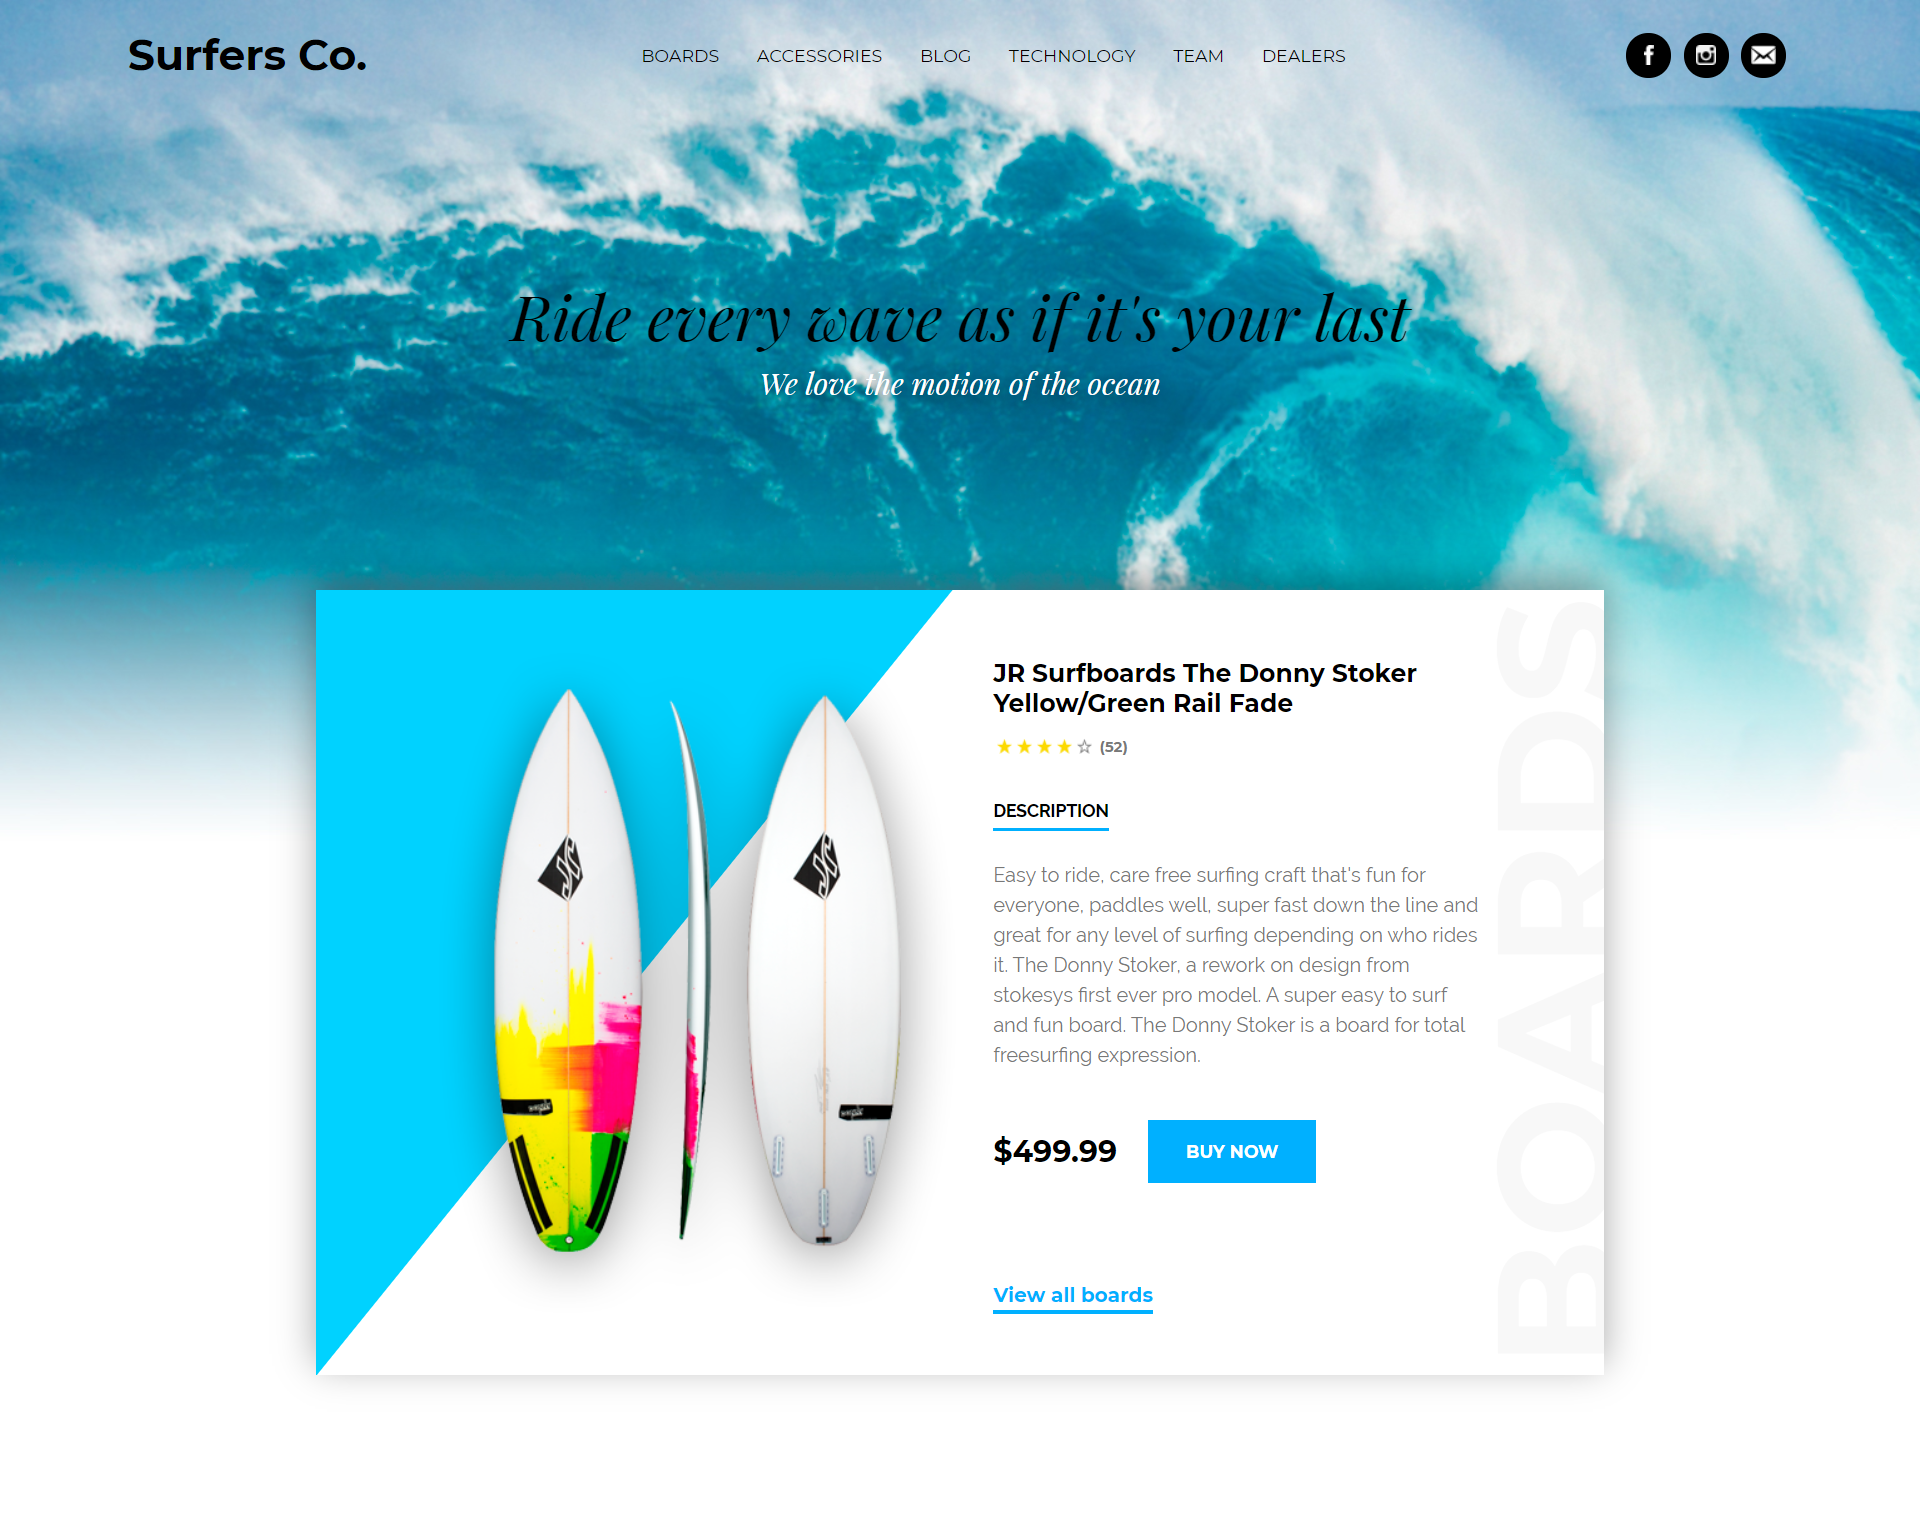 Surfers Co.
BOARDS ACCESSORIES BLOG TECHNOLOGY TEAM DEALERS
Ride every wave as if it's your last
We love the motion of the ocean
JR Surfboards The Donny Stoker
Yellow/Green Rail Fade
(52)
DESCRIPTION
Easy to ride, care free surfing craft that's fun for
everyone, paddles well, super fast down the line and
great for any level of surfing depending on who rides
it. The Donny Stoker, a rework on design from
stokesys first ever pro model. A super easy to surf
and fun board. The Donny Stoker is a board for total
freesurfing expression.
$499.99 BUY NOW
View all boards
BOARDS